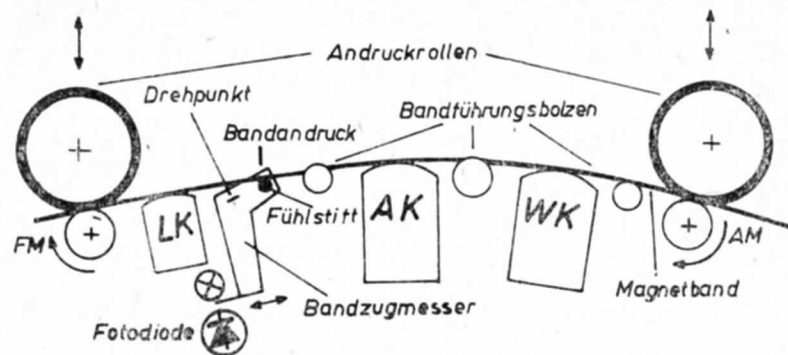 Andruckrollen
Drehpunkt
Bandführungsbolzen
Bandandruck
Fühlstift
LK
AK
WK
FM
AM
Magnetband
Bandzugmesser
Fotodiode